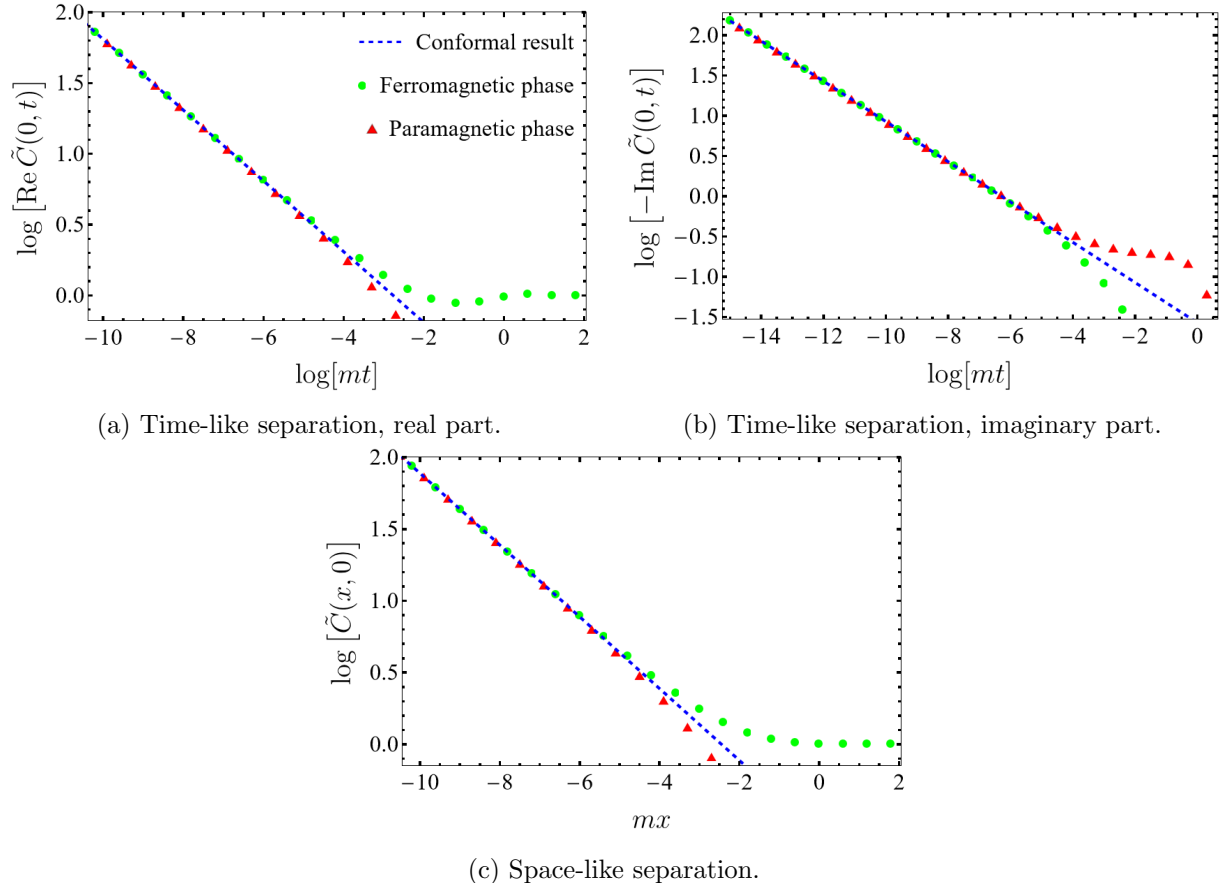 2.0
1.5
1.0
0.5
0.0
log [Re C̃(0, t)]
Conformal result
Ferromagnetic phase
Paramagnetic phase
−10 −8 −6 −4 −2 0 2
log[mt]
(a) Time-like separation, real part.
2.0
1.5
1.0
0.5
0.0
−0.5
−1.0
−1.5
log [−Im C̃(0, t)]
−14 −12 −10 −8 −6 −4 −2 0
log[mt]
(b) Time-like separation, imaginary part.
2.0
1.5
1.0
0.5
0.0
log [C̃(x, 0)]
−10 −8 −6 −4 −2 0 2
mx
(c) Space-like separation.